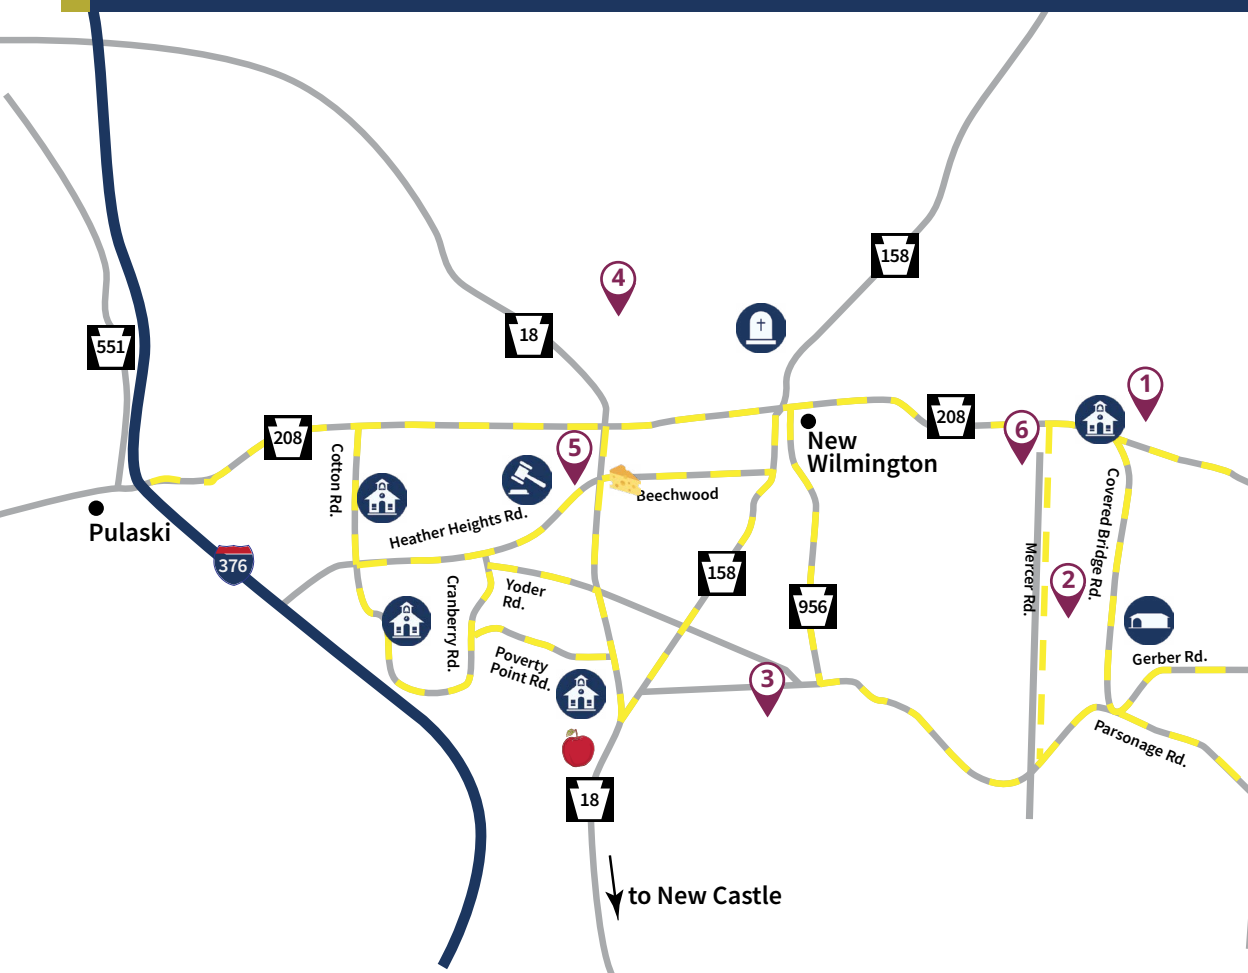 158
4
18
551
1
208
208
6
5
New
Wilmington
Cotton Rd.
Beechwood
Heather Heights Rd.
Pulaski
Covered Bridge Rd.
376
158
2
Mercer Rd.
Yoder
Rd.
Cranberry Rd.
956
Poverty
Point Rd.
Gerber Rd.
3
Parsonage Rd.
18
to New Castle